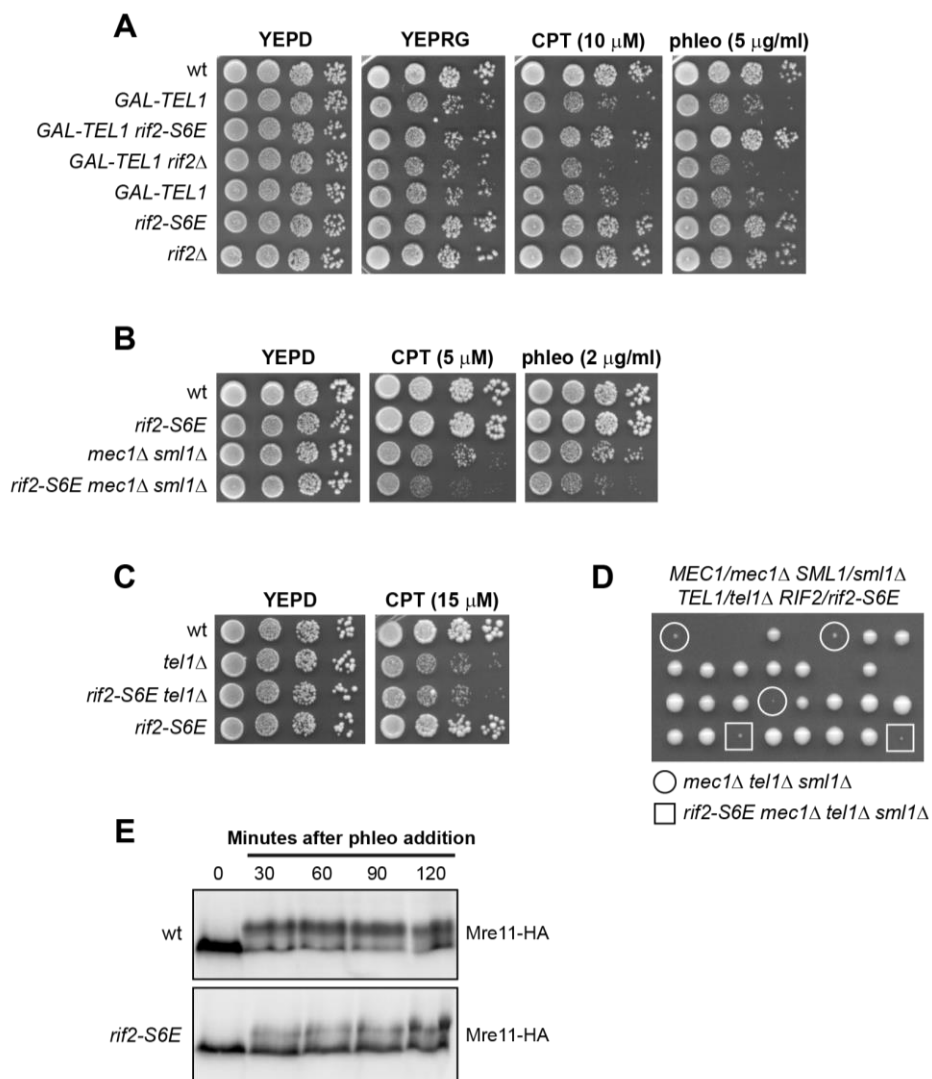 A
YEPD YEPRG CPT (10 μM) phleo (5 μg/ml)
wt
GAL-TEL1
GAL-TEL1 rif2-S6E
GAL-TEL1 rif2Δ
GAL-TEL1
rif2-S6E
rif2Δ
B
YEPD CPT (5 μM) phleo (2 μg/ml)
wt
rif2-S6E
mec1Δ sml1Δ
rif2-S6E mec1Δ sml1Δ
C
YEPD CPT (15 μM)
wt
tel1Δ
rif2-S6E tel1Δ
rif2-S6E
D
MEC1/mec1Δ SML1/sml1Δ
TEL1/tel1Δ RIF2/rif2-S6E
mec1Δ tel1Δ sml1Δ
rif2-S6E mec1Δ tel1Δ sml1Δ
E
Minutes after phleo addition
0 30 60 90 120
wt Mre11-HA
rif2-S6E Mre11-HA